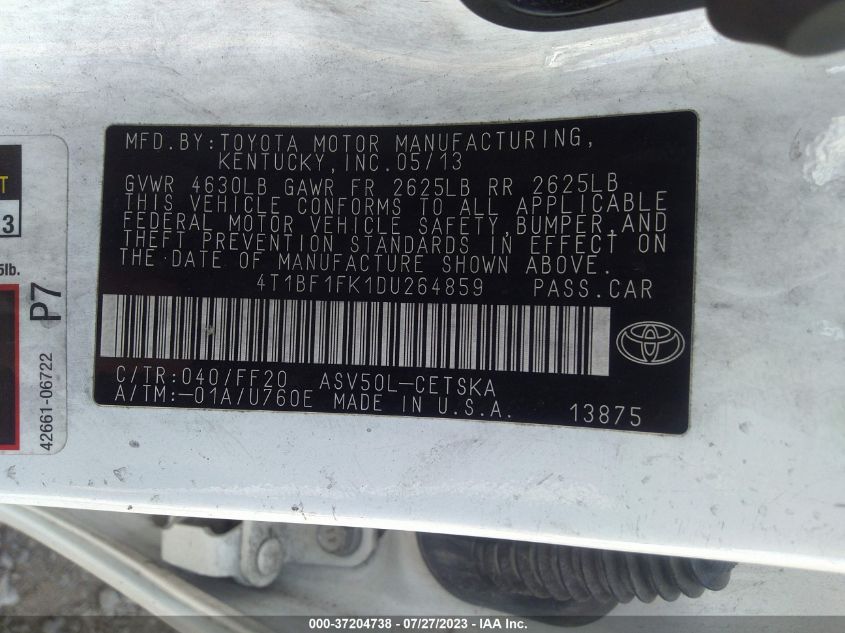 MFD.BY:TOYOTA MOTOR MANUFACTURING,
KENTUCKY,INC.05/13
GVWR 4630LB GAWR FR 2625LB RR 2625LB
THIS VEHICLE CONFORMS TO ALL APPLICABLE
FEDERAL MOTOR VEHICLE SAFETY,BUMPER,AND
THEFT PREVENTION STANDARDS IN EFFECT ON
THE DATE OF MANUFACTURE SHOWN ABOVE.
4T1BF1FK1DU264859 PASS.CAR
C/TR:040/FF20 ASV50L-CETSKA
A/TM:-01A/U760E MADE IN U.S.A. 13875
T
3
5lb.
P7
42661-06722
000-37204738 - 07/27/2023 - IAA Inc.